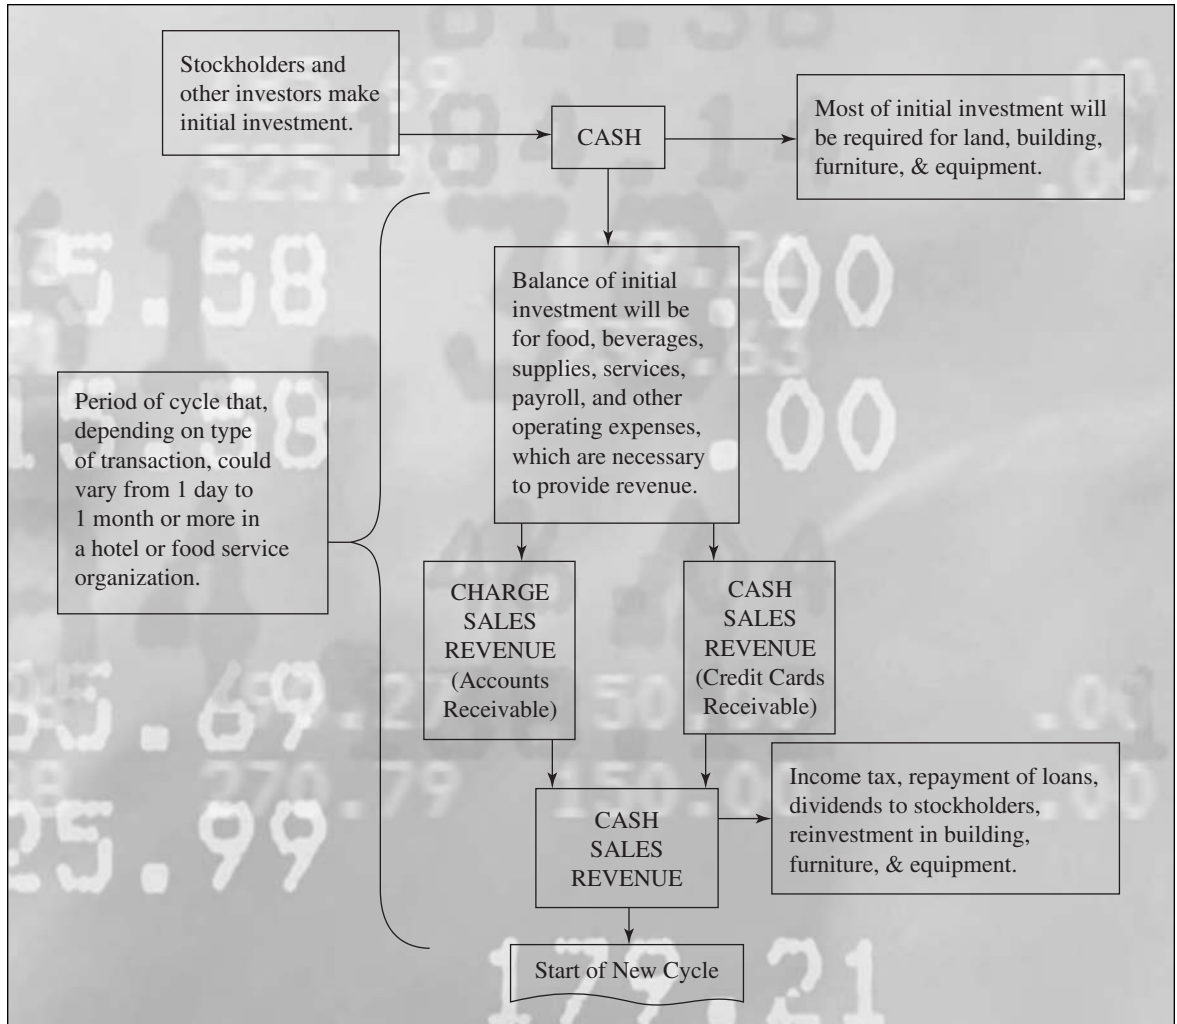 Stockholders and
other investors make
initial investment.
CASH
Most of initial investment will
be required for land, building,
furniture, & equipment.
Balance of initial
investment will be
for food, beverages,
supplies, services,
payroll, and other
operating expenses,
which are necessary
to provide revenue.
Period of cycle that,
depending on type
of transaction, could
vary from 1 day to
1 month or more in
a hotel or food service
organization.
CHARGE
SALES
REVENUE
(Accounts
Receivable)
CASH
SALES
REVENUE
(Credit Cards
Receivable)
CASH
SALES
REVENUE
Income tax, repayment of loans,
dividends to stockholders,
reinvestment in building,
furniture, & equipment.
Start of New Cycle
179.21